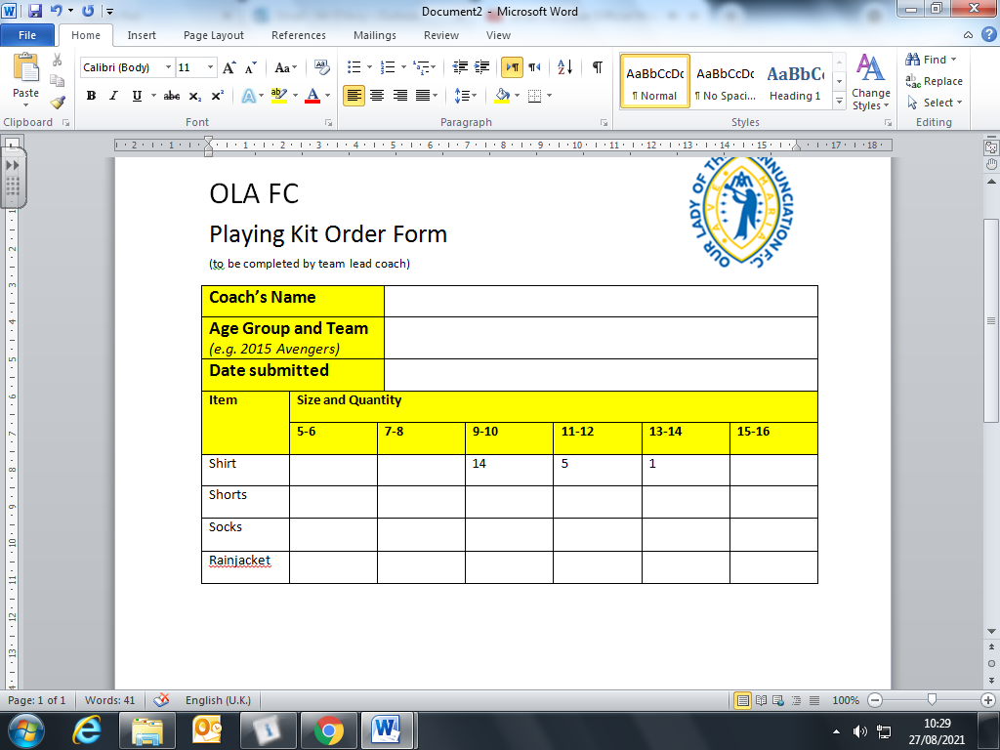 Document2 - Microsoft Word
File Home Insert Page Layout References Mailings Review View
Paste
Calibri (Body) 11
Clipboard Font Paragraph Styles Editing
AaBbCcDc AaBbCcDc AaBbC
¶ Normal ¶ No Spaci... Heading 1
Change Styles
Find
Replace
Select
OLA FC
Playing Kit Order Form
(to be completed by team lead coach)
OUR LADY OF THE ANNUNCIATION F.C.
AVE MARIA
Coach's Name
Age Group and Team
(e.g. 2015 Avengers)
Date submitted
Item Size and Quantity
5-6 7-8 9-10 11-12 13-14 15-16
Shirt 14 5 1
Shorts
Socks
Rainjacket
Page: 1 of 1 Words: 41 English (U.K.) 100%
10:29
27/08/2021